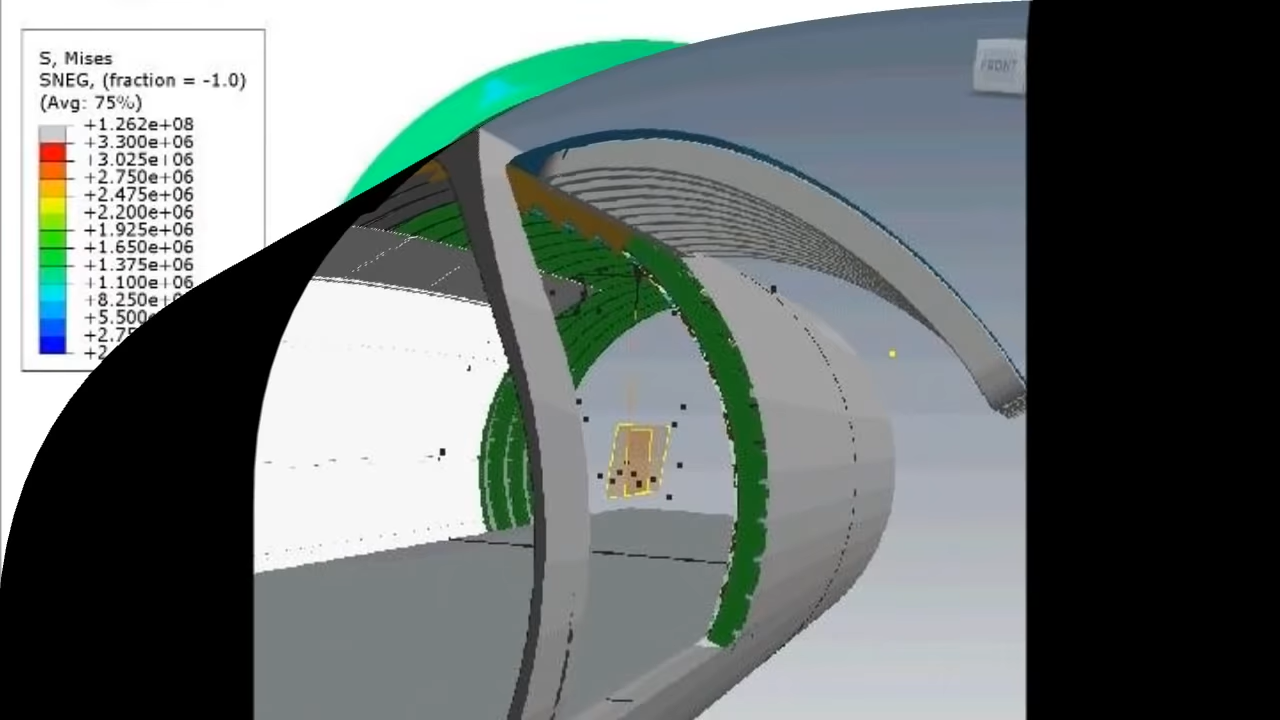 S, Mises
SNEG, (fraction = -1.0)
(Avg: 75%)
+1.262e+08
+3.300e+06
+3.025e+06
+2.750e+06
+2.475e+06
+2.200e+06
+1.925e+06
+1.650e+06
+1.375e+06
+1.100e+06
+8.250e+
+5.500
+2.75
+2
FRONT